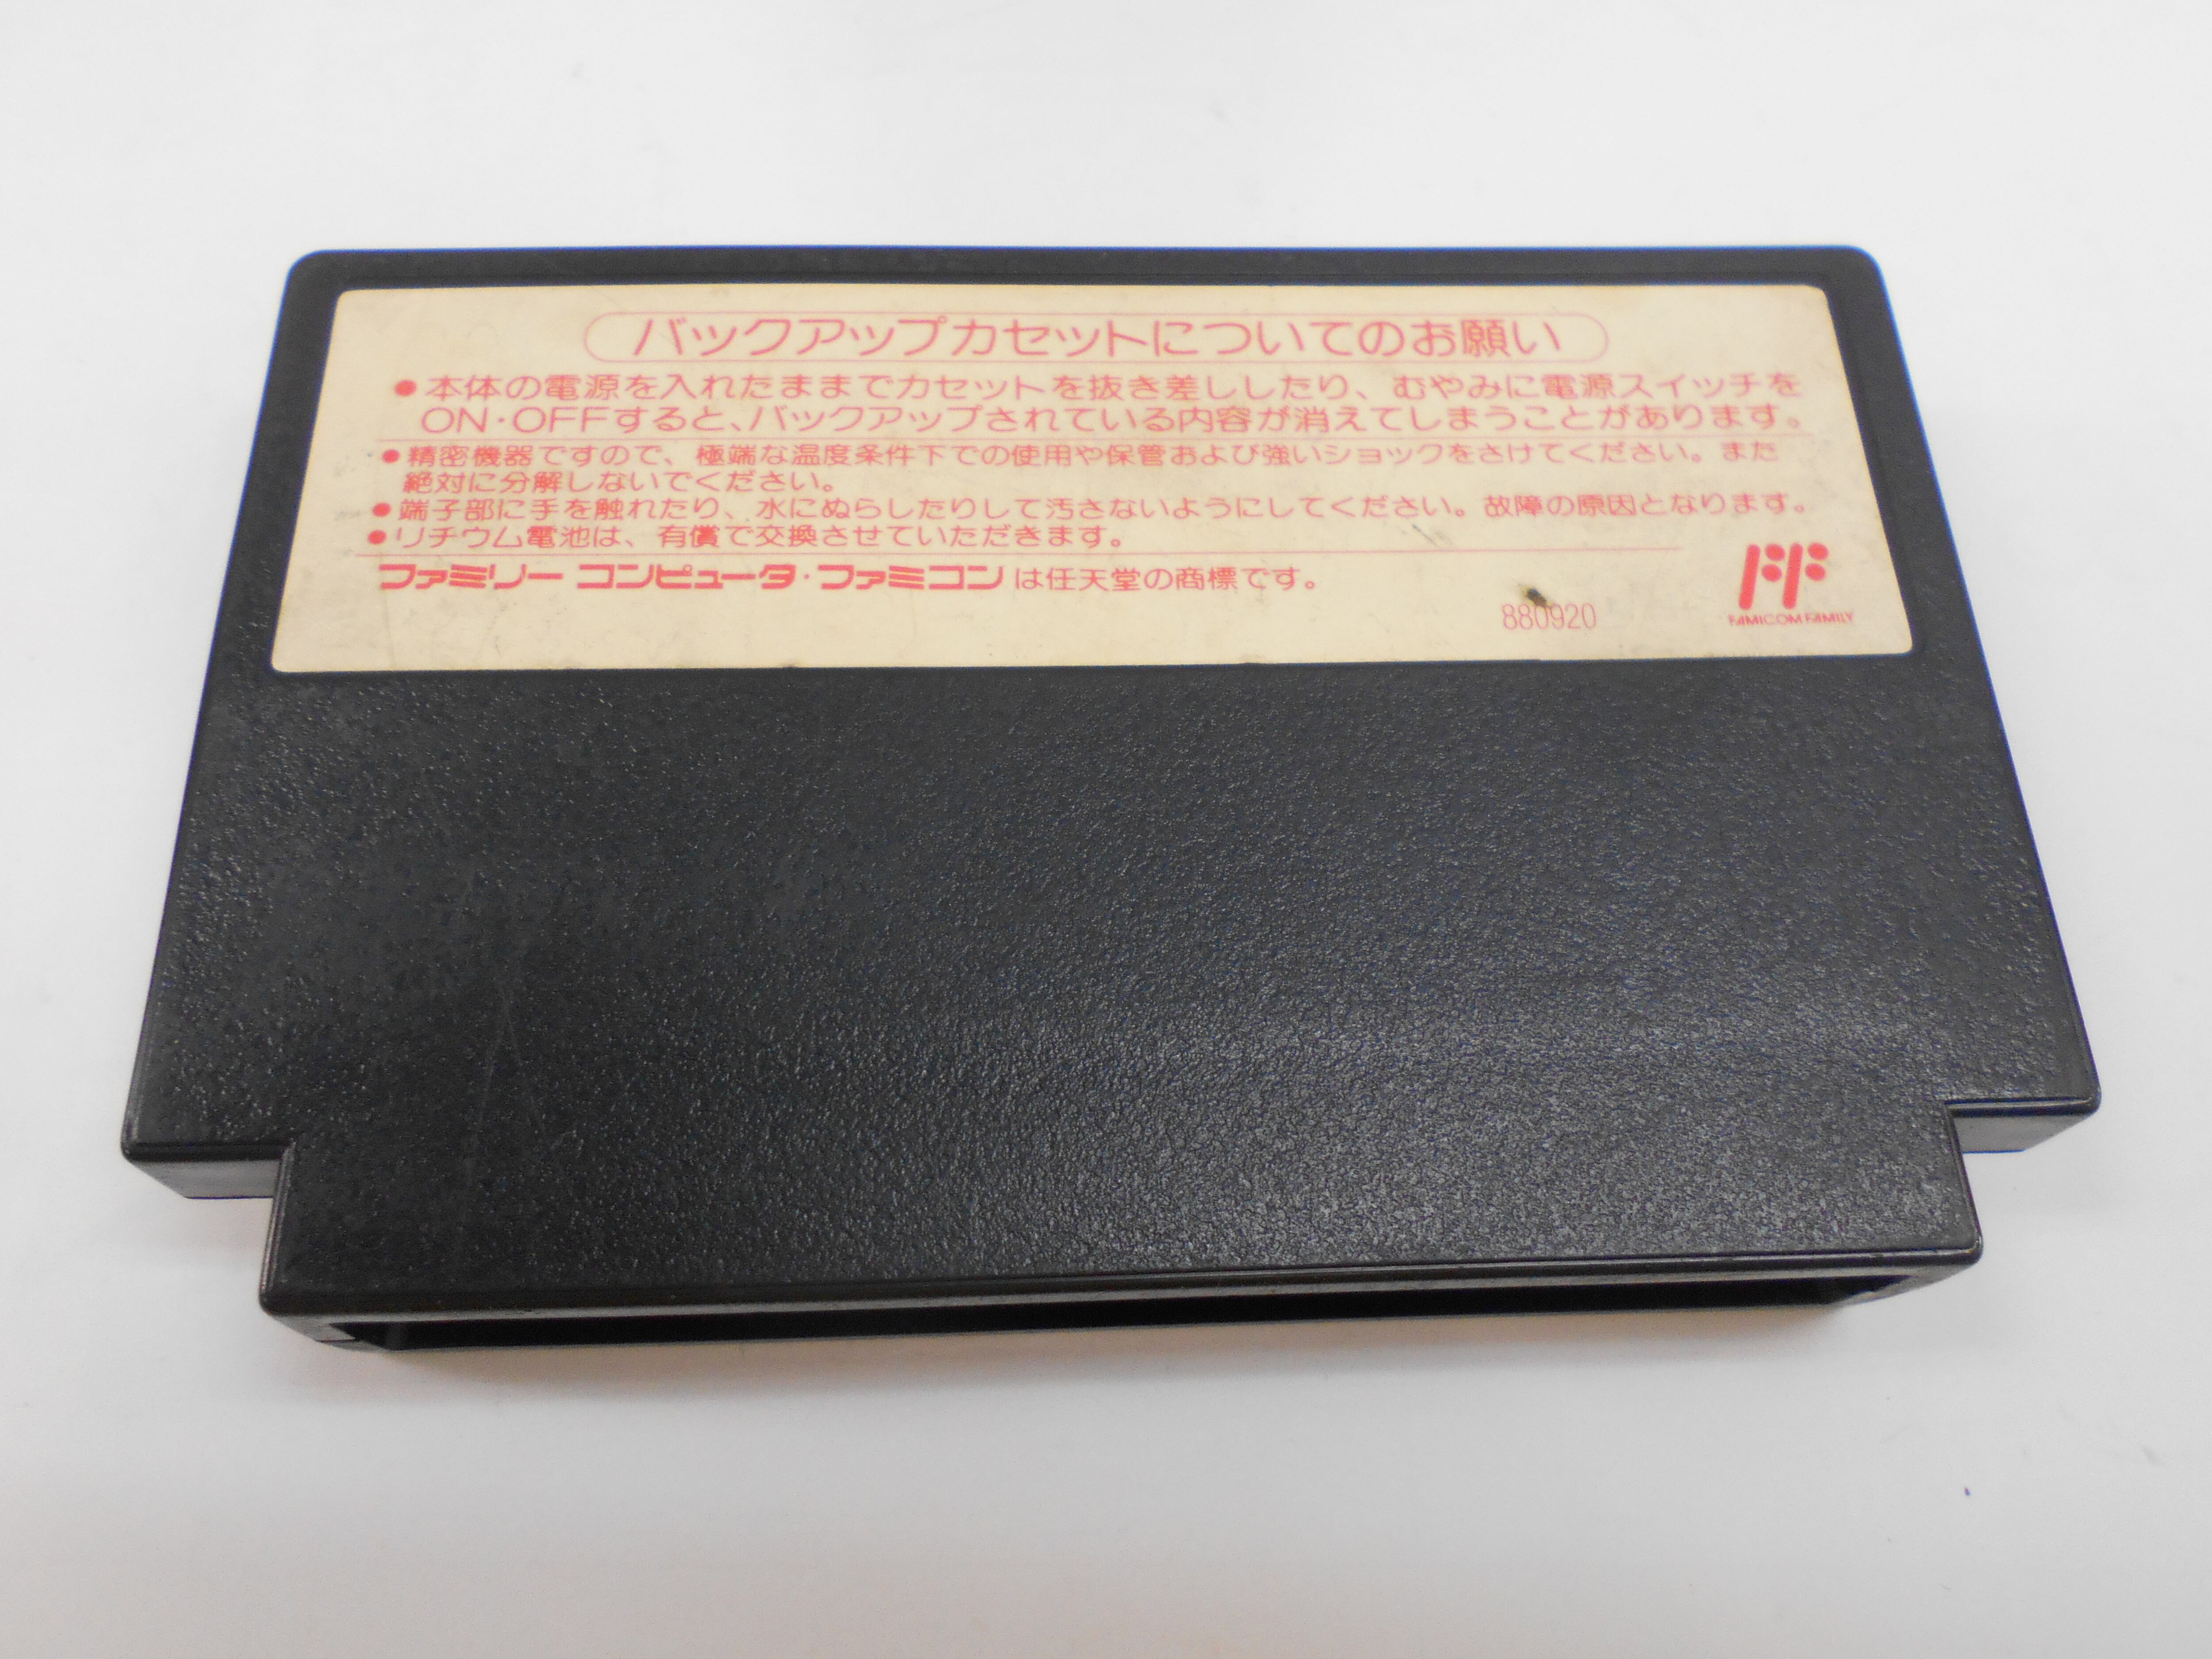 バックアップカセットについてのお願い
●本体の電源を入れたままでカセットを抜き差ししたり、むやみに電源スイッチを
ON・OFFすると、バックアップされている内容が消えてしまうことがあります。
●精密機器ですので、極端な温度条件下での使用や保管および強いショックをさけてください。また
絶対に分解しないでください。
●端子部に手を触れたり、水にぬらしたりして汚さないようにしてください。故障の原因となります。
●リチウム電池は、有償で交換させていただきます。
ファミリーコンピュータ・ファミコンは任天堂の商標です。
880920
FAMICOM FAMILY